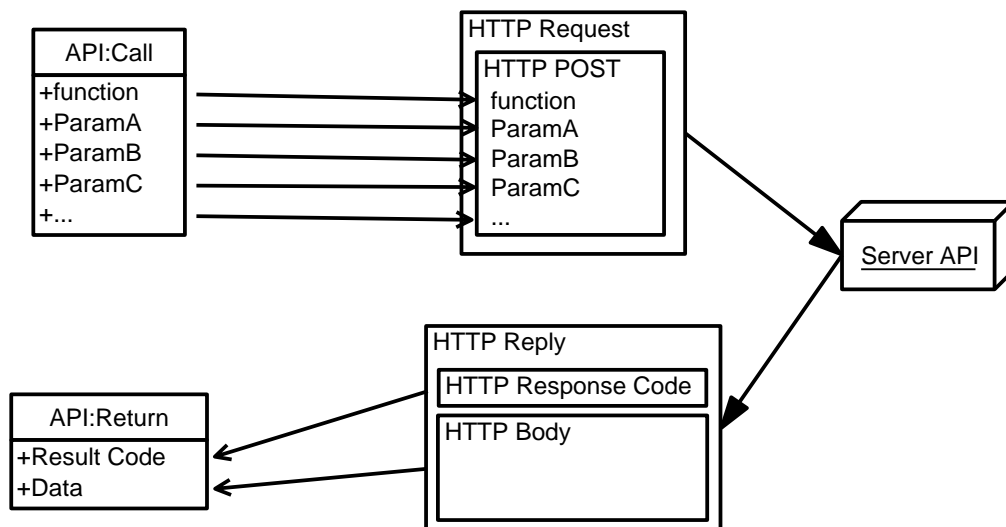 API:Call
+function
+ParamA
+ParamB
+ParamC
+...
HTTP Request
HTTP POST
function
ParamA
ParamB
ParamC
...
Server API
HTTP Reply
HTTP Response Code
HTTP Body
API:Return
+Result Code
+Data